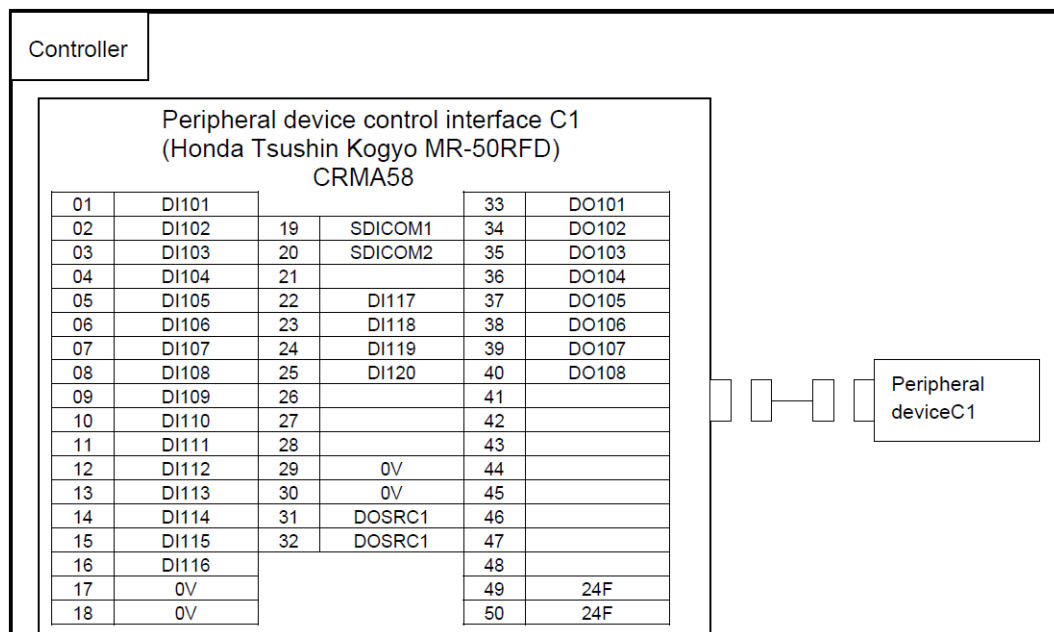 Controller
Peripheral device control interface C1
(Honda Tsushin Kogyo MR-50RFD)
CRMA58
01 DI101 33 DO101
02 DI102 19 SDICOM1 34 DO102
03 DI103 20 SDICOM2 35 DO103
04 DI104 21 36 DO104
05 DI105 22 DI117 37 DO105
06 DI106 23 DI118 38 DO106
07 DI107 24 DI119 39 DO107
08 DI108 25 DI120 40 DO108
09 DI109 26 41
10 DI110 27 42
11 DI111 28 43
12 DI112 29 0V 44
13 DI113 30 0V 45
14 DI114 31 DOSRC1 46
15 DI115 32 DOSRC1 47
16 DI116 48
17 0V 49 24F
18 0V 50 24F
Peripheral
deviceC1